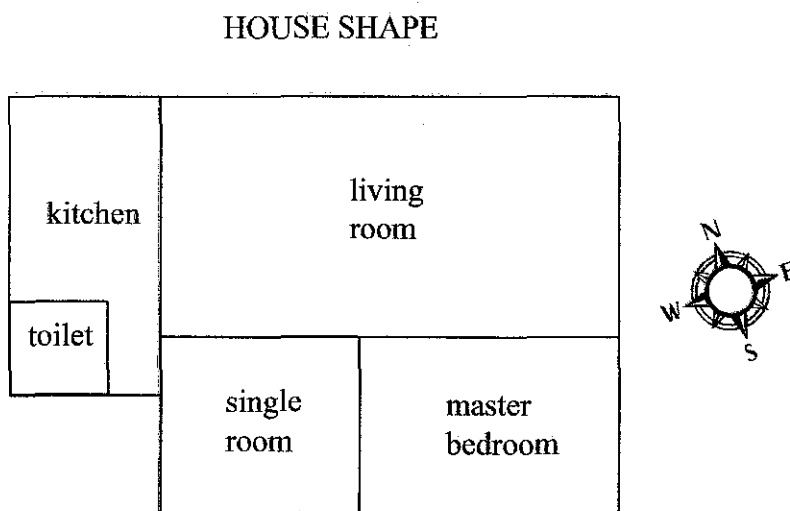 HOUSE SHAPE
kitchen
living
room
toilet
single
room
master
bedroom
N
E
W
S